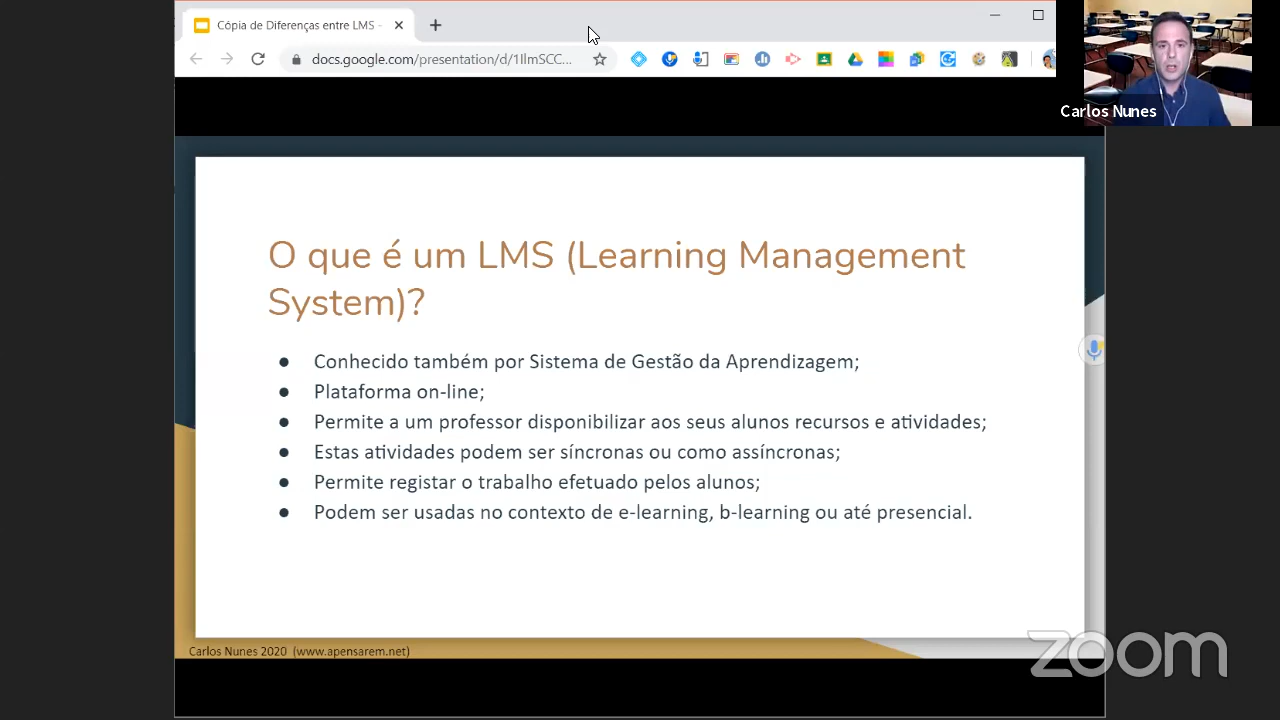 Cópia de Diferenças entre LMS -
docs.google.com/presentation/d/1IlmSCC...
Carlos Nunes
O que é um LMS (Learning Management
System)?
● Conhecido também por Sistema de Gestão da Aprendizagem;
● Plataforma on-line;
● Permite a um professor disponibilizar aos seus alunos recursos e atividades;
● Estas atividades podem ser síncronas ou como assíncronas;
● Permite registar o trabalho efetuado pelos alunos;
● Podem ser usadas no contexto de e-learning, b-learning ou até presencial.
Carlos Nunes 2020 (www.apensarem.net)
zoom